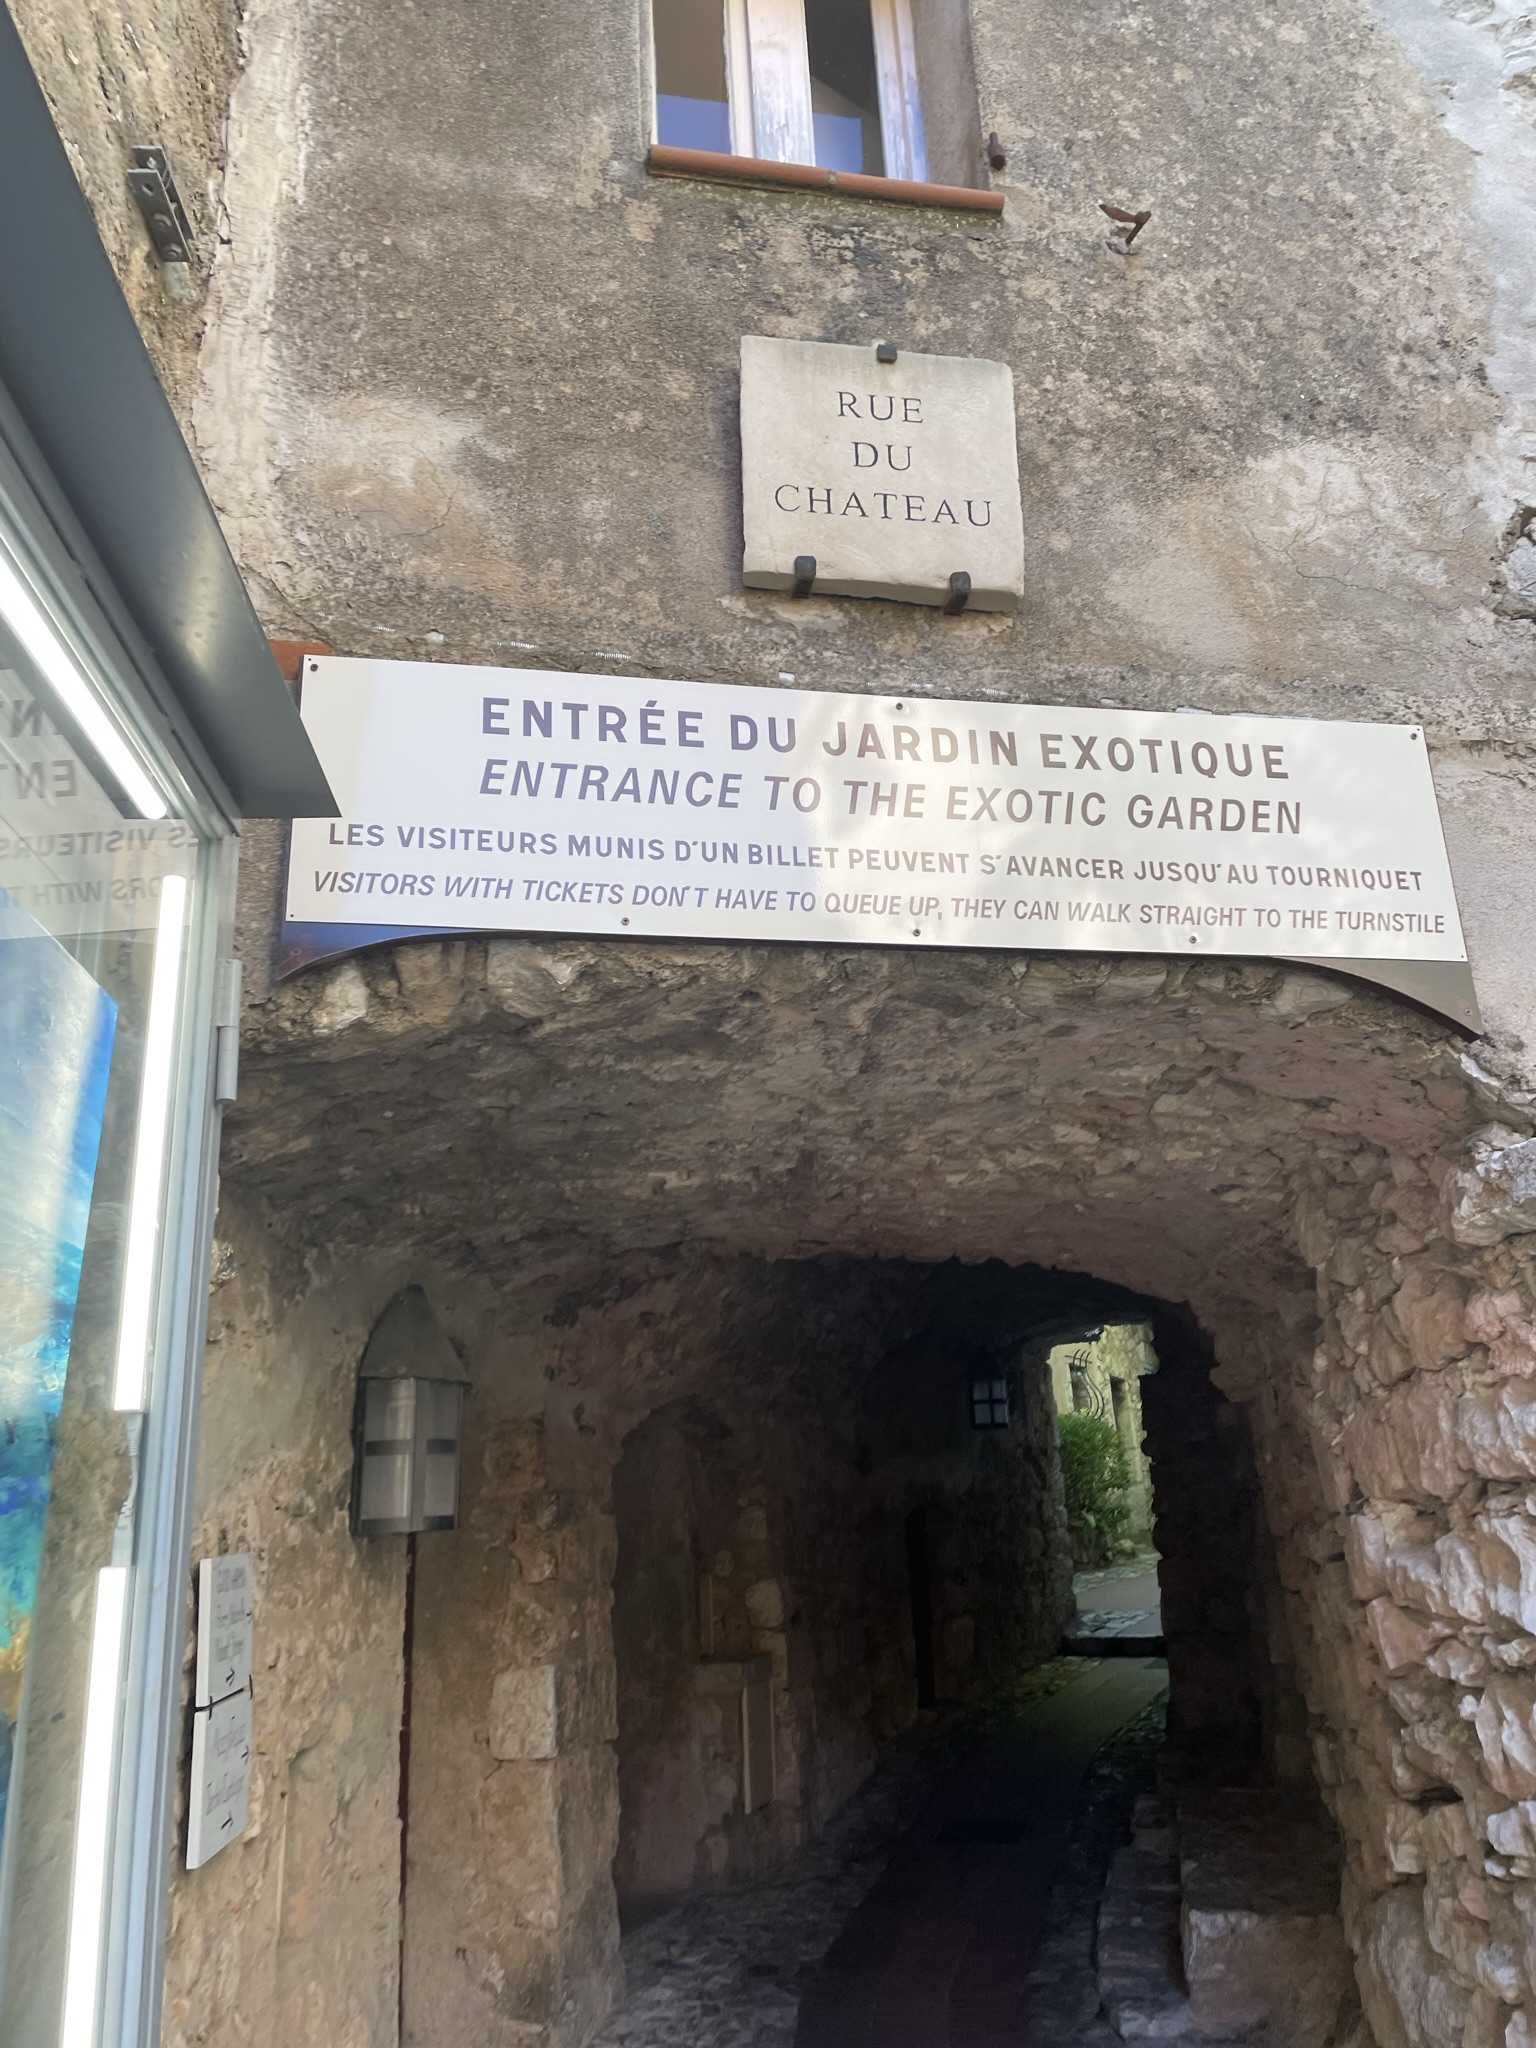 RUE
DU
CHATEAU
ENTRÉE DU JARDIN EXOTIQUE
ENTRANCE TO THE EXOTIC GARDEN
LES VISITEURS MUNIS D'UN BILLET PEUVENT S'AVANCER JUSQU'AU TOURNIQUET
VISITORS WITH TICKETS DON'T HAVE TO QUEUE UP, THEY CAN WALK STRAIGHT TO THE TURNSTILE